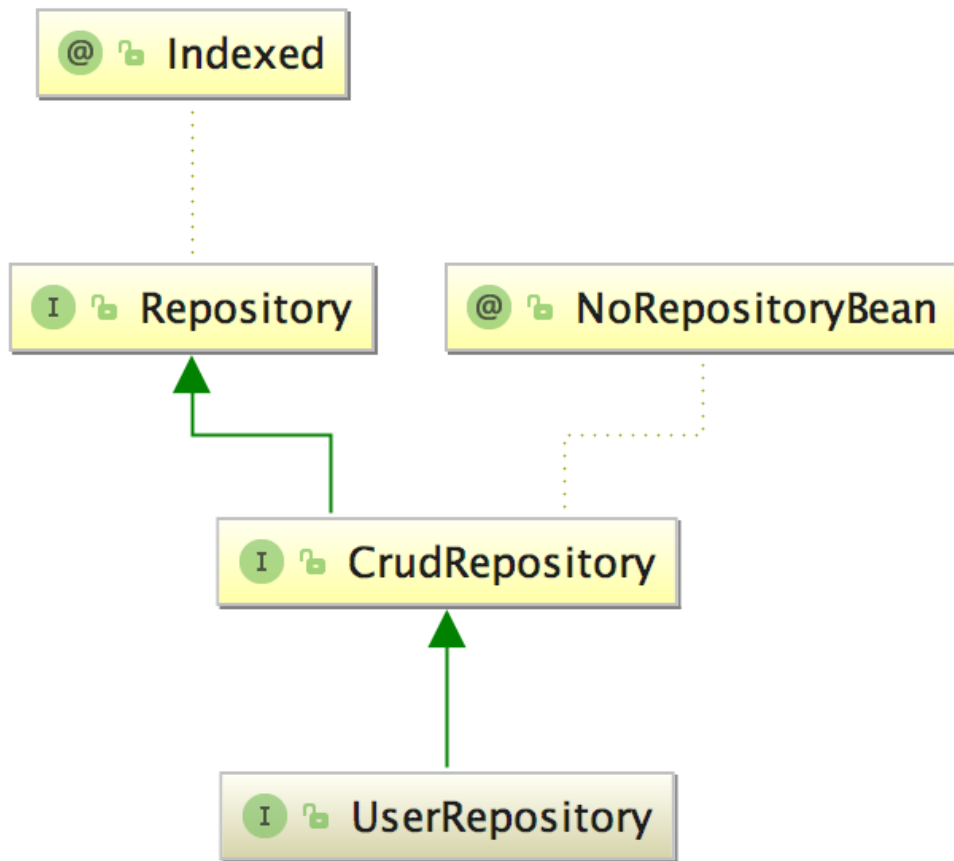 @ Indexed
I Repository
@ NoRepositoryBean
I CrudRepository
I UserRepository